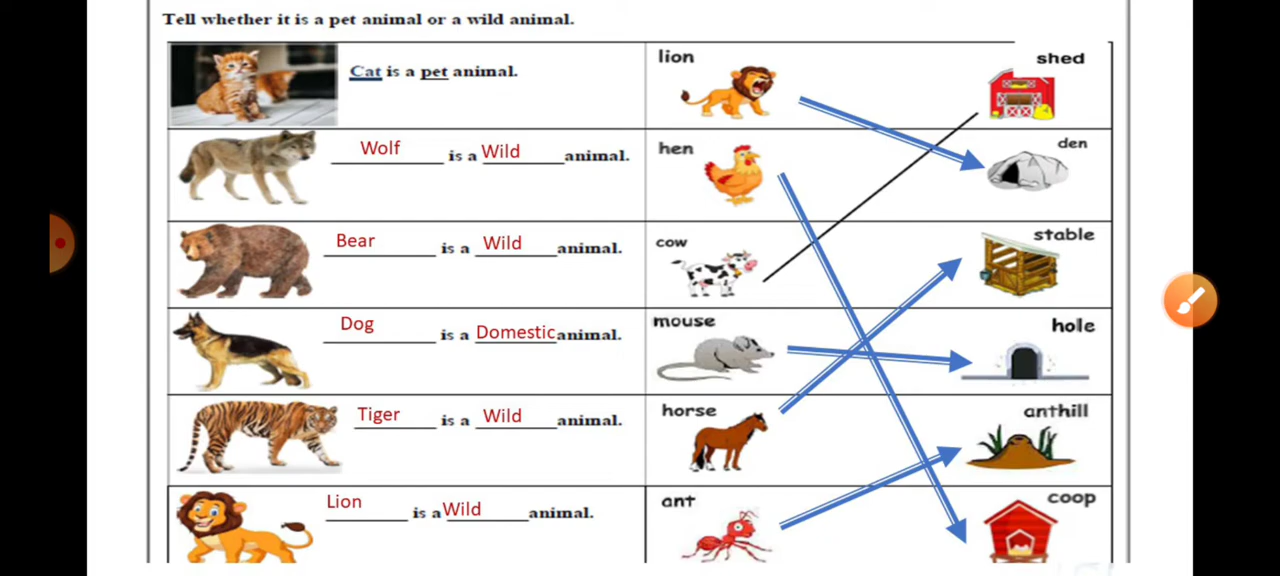 Tell whether it is a pet animal or a wild animal.
Cat is a pet animal.
Wolf is a Wild animal.
Bear is a Wild animal.
Dog is a Domestic animal.
Tiger is a Wild animal.
Lion is a Wild animal.
lion
shed
hen
den
cow
stable
mouse
hole
horse
anthill
ant
coop